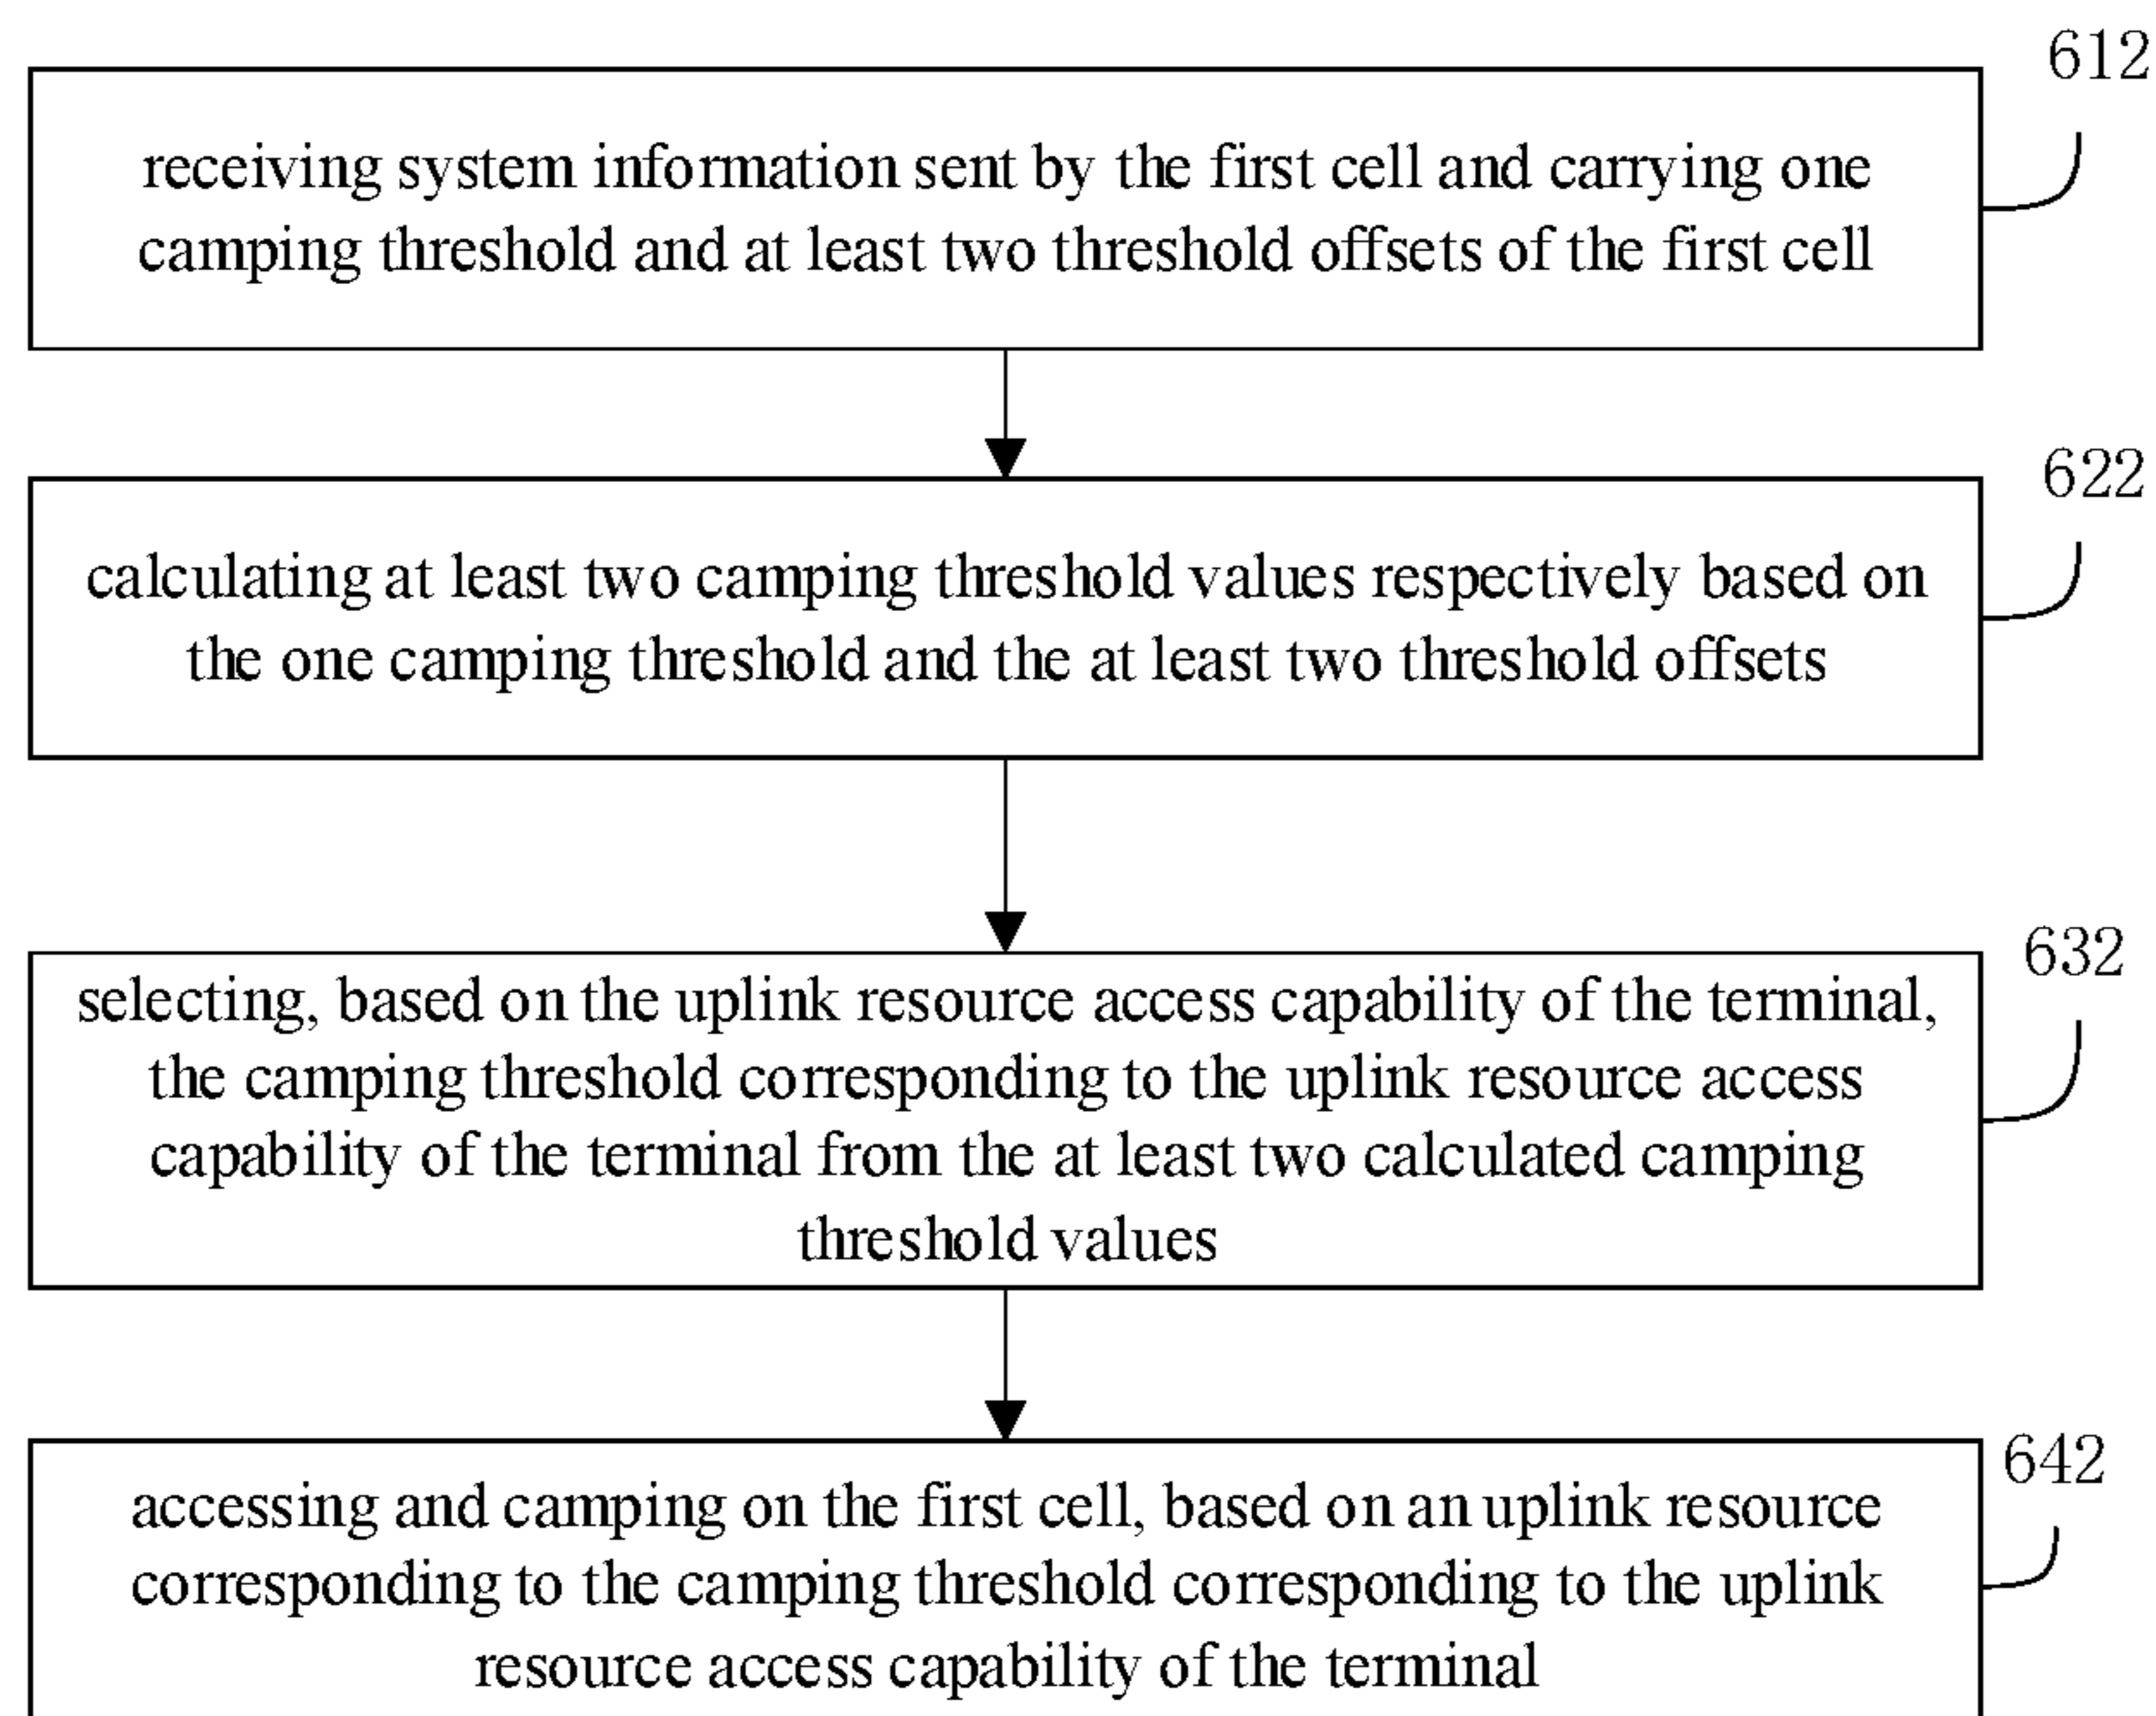 612
receiving system information sent by the first cell and carrying one
camping threshold and at least two threshold offsets of the first cell
622
calculating at least two camping threshold values respectively based on
the one camping threshold and the at least two threshold offsets
632
selecting, based on the uplink resource access capability of the terminal,
the camping threshold corresponding to the uplink resource access
capability of the terminal from the at least two calculated camping
threshold values
642
accessing and camping on the first cell, based on an uplink resource
corresponding to the camping threshold corresponding to the uplink
resource access capability of the terminal